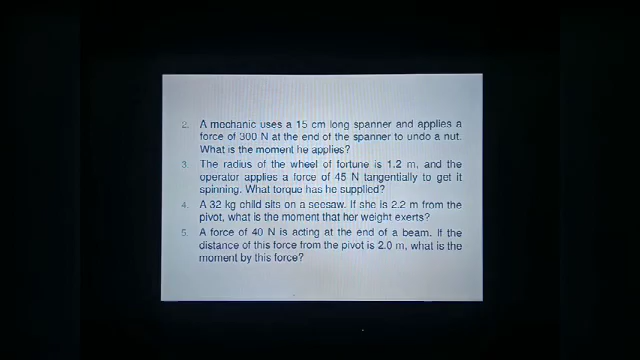 2. A mechanic uses a 15 cm long spanner and applies a
force of 300 N at the end of the spanner to undo a nut.
What is the moment he applies?
3. The radius of the wheel of fortune is 1.2 m, and the
operator applies a force of 45 N tangentially to get it
spinning. What torque has he supplied?
4. A 32 kg child sits on a seesaw. If she is 2.2 m from the
pivot, what is the moment that her weight exerts?
5. A force of 40 N is acting at the end of a beam. If the
distance of this force from the pivot is 2.0 m, what is the
moment by this force?